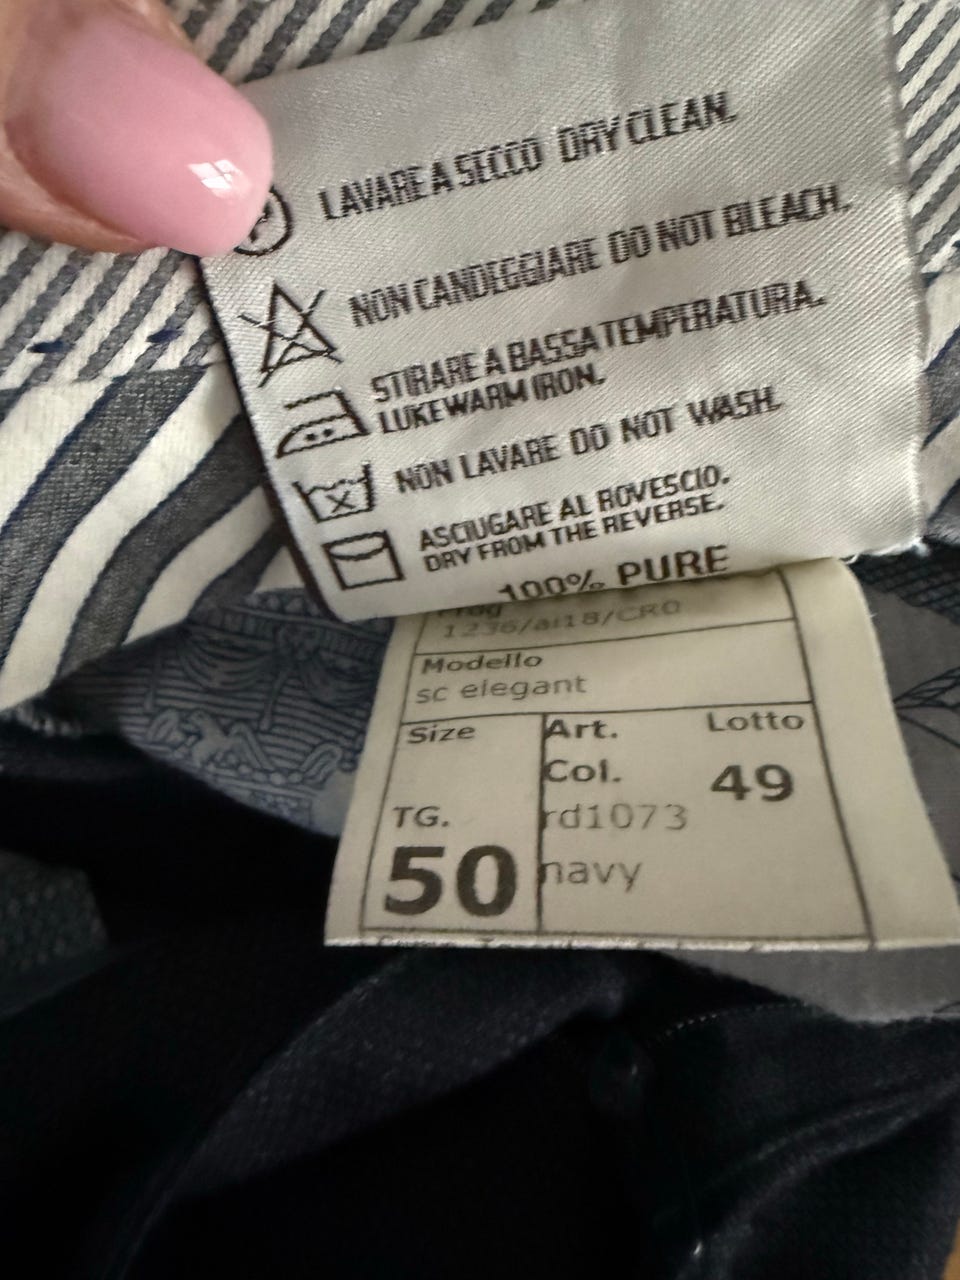 P
LAVARE A SECCO DRY CLEAN.
NON CANDEGGIARE DO NOT BLEACH.
STIRARE A BASSA TEMPERATURA.
LUKEWARM IRON.
NON LAVARE DO NOT WASH.
ASCIUGARE AL ROVESCIO.
DRY FROM THE REVERSE.
100% PURE
Prog
1236/ai18/CRO
Modello
sc elegant
Size
Art.
Lotto
Col.
49
TG.
rd1073
50
navy